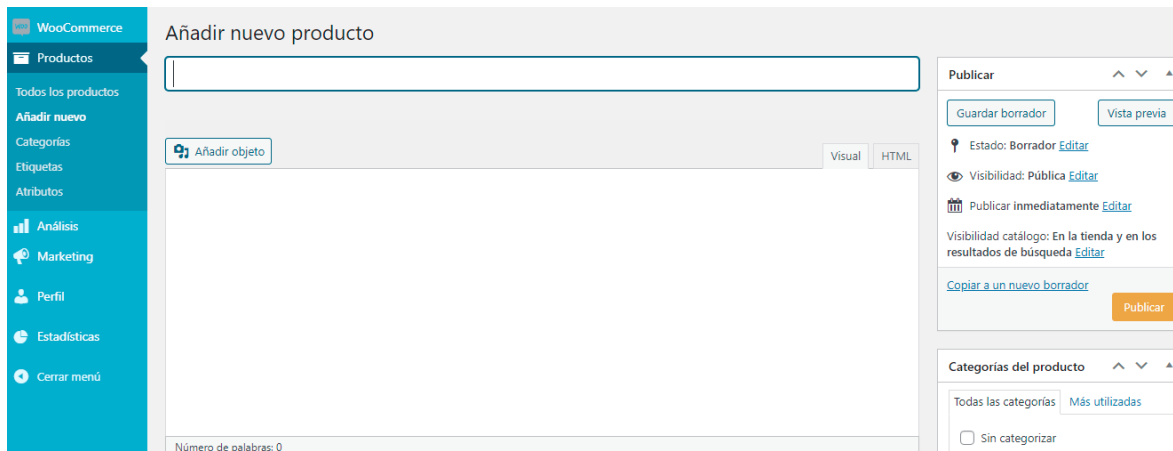 WooCommerce
Productos
Todos los productos
Añadir nuevo
Categorías
Etiquetas
Atributos
Análisis
Marketing
Perfil
Estadísticas
Cerrar menú
Añadir nuevo producto
Añadir objeto
Visual
HTML
Número de palabras: 0
Publicar
Guardar borrador
Vista previa
Estado: Borrador Editar
Visibilidad: Pública Editar
Publicar inmediatamente Editar
Visibilidad catálogo: En la tienda y en los
resultados de búsqueda Editar
Copiar a un nuevo borrador
Publicar
Categorías del producto
Todas las categorías
Más utilizadas
Sin categorizar